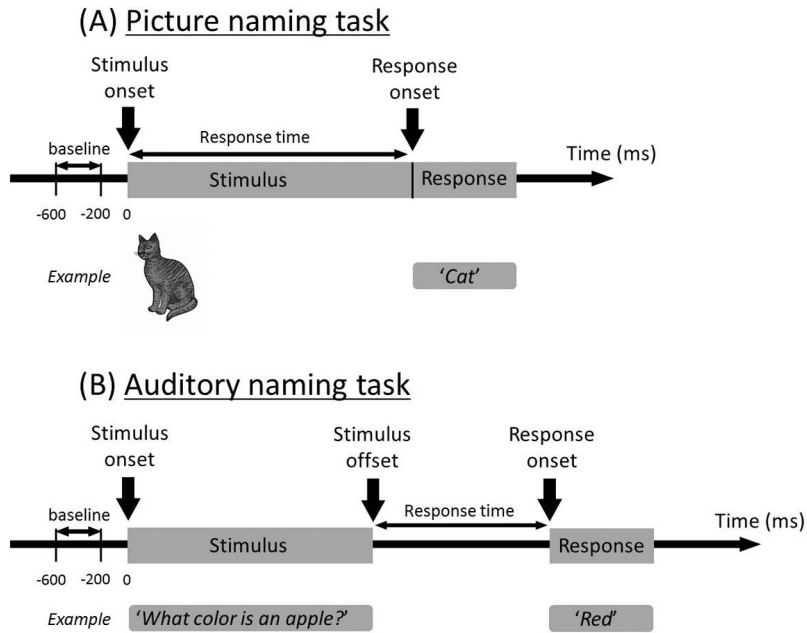 (A) Picture naming task
Stimulus
onset
Response
onset
baseline
Response time
Time (ms)
Stimulus
Response
-600
-200
0
Example
‘Cat’
(B) Auditory naming task
Stimulus
onset
Stimulus
offset
Response
onset
baseline
Response time
Time (ms)
Stimulus
Response
-600
-200
0
Example
‘What color is an apple?’
‘Red’